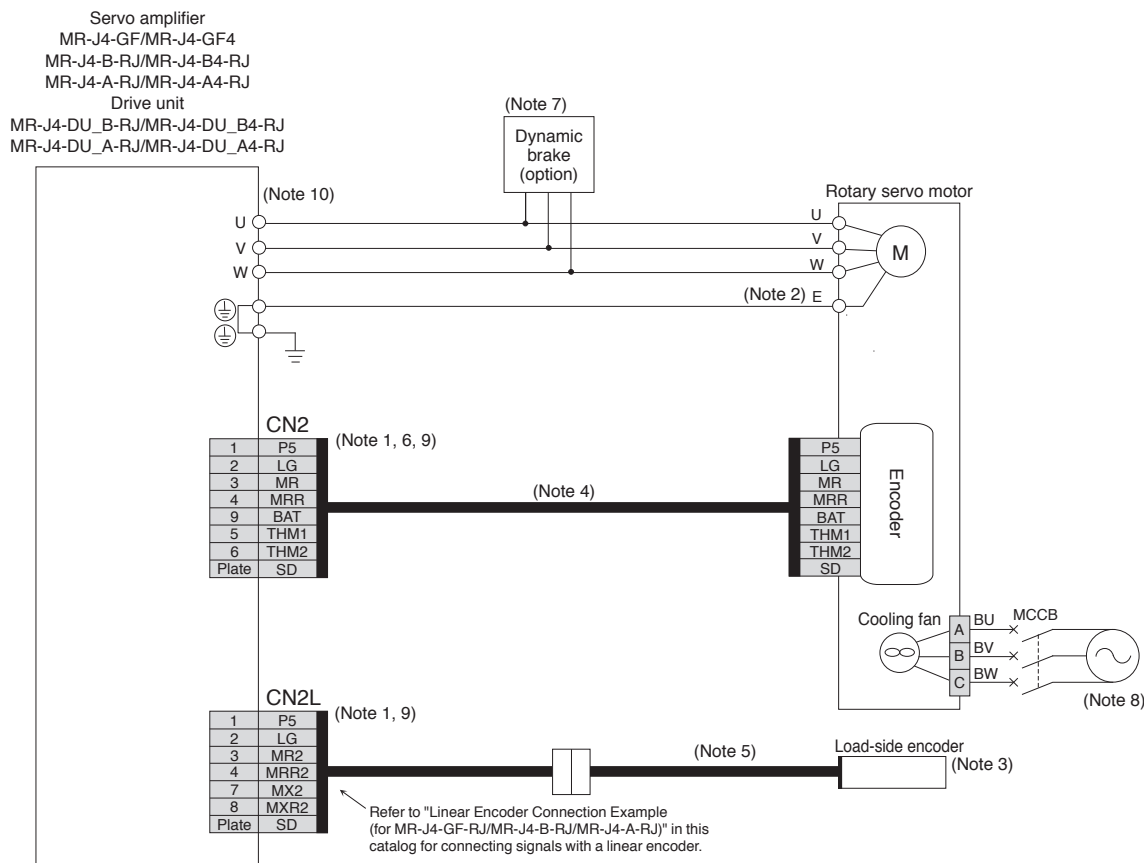 Servo amplifier
MR-J4-GF/MR-J4-GF4
MR-J4-B-RJ/MR-J4-B4-RJ
MR-J4-A-RJ/MR-J4-A4-RJ
Drive unit
MR-J4-DU_B-RJ/MR-J4-DU_B4-RJ
MR-J4-DU_A-RJ/MR-J4-DU_A4-RJ
(Note 7)
Dynamic
brake
(option)
(Note 10)
Rotary servo motor
U
V
W
U
V
W
(Note 2) E
M
CN2
(Note 1, 6, 9)
1 P5
2 LG
3 MR
4 MRR
9 BAT
5 THM1
6 THM2
Plate SD
(Note 4)
P5
LG
MR
MRR
BAT
THM1
THM2
SD
Encoder
Cooling fan
A BU
B BV
C BW
MCCB
(Note 8)
CN2L
(Note 1, 9)
1 P5
2 LG
3 MR2
4 MRR2
7 MX2
8 MXR2
Plate SD
(Note 5)
Load-side encoder
(Note 3)
Refer to "Linear Encoder Connection Example
(for MR-J4-GF-RJ/MR-J4-B-RJ/MR-J4-A-RJ)" in this
catalog for connecting signals with a linear encoder.